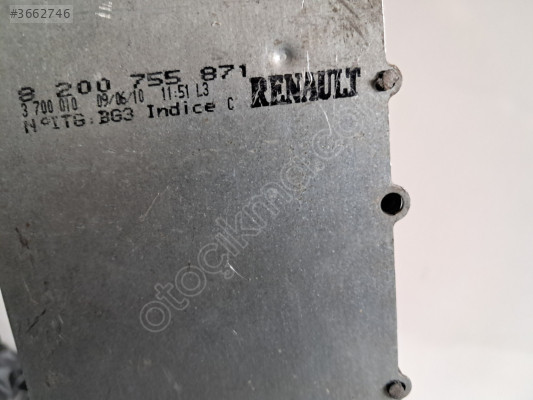 #3662746
8 200 755 871
3 700 010 09/06/10 11:51 L3
N°ITG:BG3 Indice C
RENAULT
otoçıkma.com